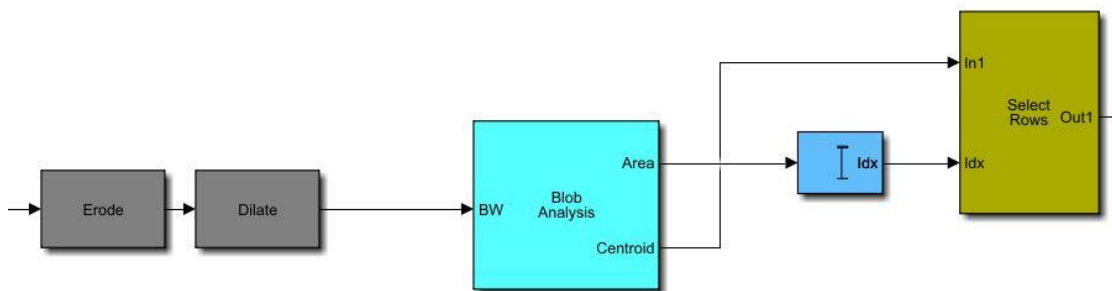 Erode
Dilate
BW
Blob
Analysis
Area
Centroid
Idx
In1
Idx
Select
Rows
Out1